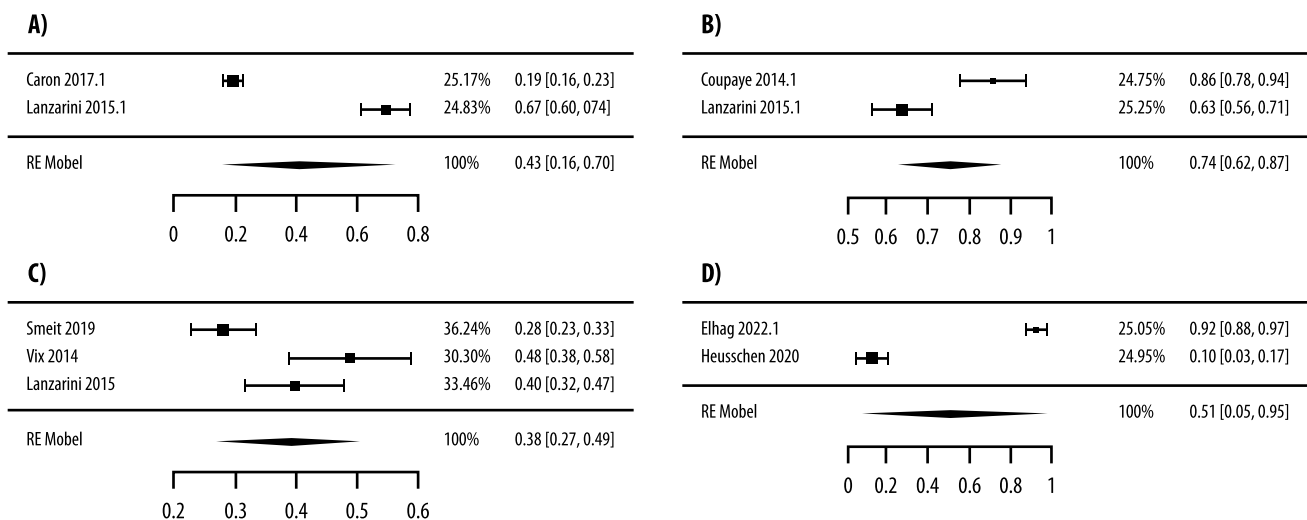 A)
Caron 2017.1 25.17% 0.19 [0.16, 0.23]
Lanzarini 2015.1 24.83% 0.67 [0.60, 074]
RE Mobel 100% 0.43 [0.16, 0.70]
0 0.2 0.4 0.6 0.8
B)
Coupaye 2014.1 24.75% 0.86 [0.78, 0.94]
Lanzarini 2015.1 25.25% 0.63 [0.56, 0.71]
RE Mobel 100% 0.74 [0.62, 0.87]
0.5 0.6 0.7 0.8 0.9 1
C)
Smeit 2019 36.24% 0.28 [0.23, 0.33]
Vix 2014 30.30% 0.48 [0.38, 0.58]
Lanzarini 2015 33.46% 0.40 [0.32, 0.47]
RE Mobel 100% 0.38 [0.27, 0.49]
0.2 0.3 0.4 0.5 0.6
D)
Elhag 2022.1 25.05% 0.92 [0.88, 0.97]
Heusschen 2020 24.95% 0.10 [0.03, 0.17]
RE Mobel 100% 0.51 [0.05, 0.95]
0 0.2 0.4 0.6 0.8 1